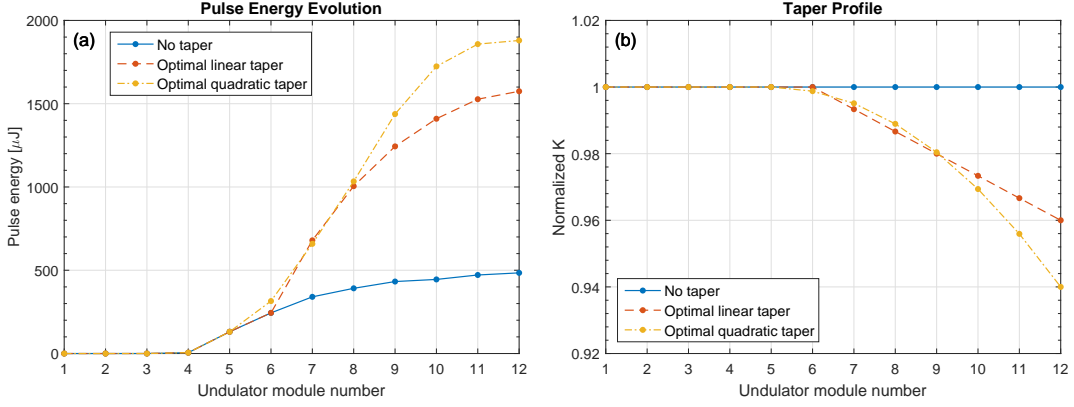 Pulse Energy Evolution
(a)
No taper
Optimal linear taper
Optimal quadratic taper
2000
1500
1000
500
0
Pulse energy [μJ]
1 2 3 4 5 6 7 8 9 10 11 12
Undulator module number
Taper Profile
(b)
1.02
1
0.98
0.96
0.94
0.92
Normalized K
No taper
Optimal linear taper
Optimal quadratic taper
1 2 3 4 5 6 7 8 9 10 11 12
Undulator module number